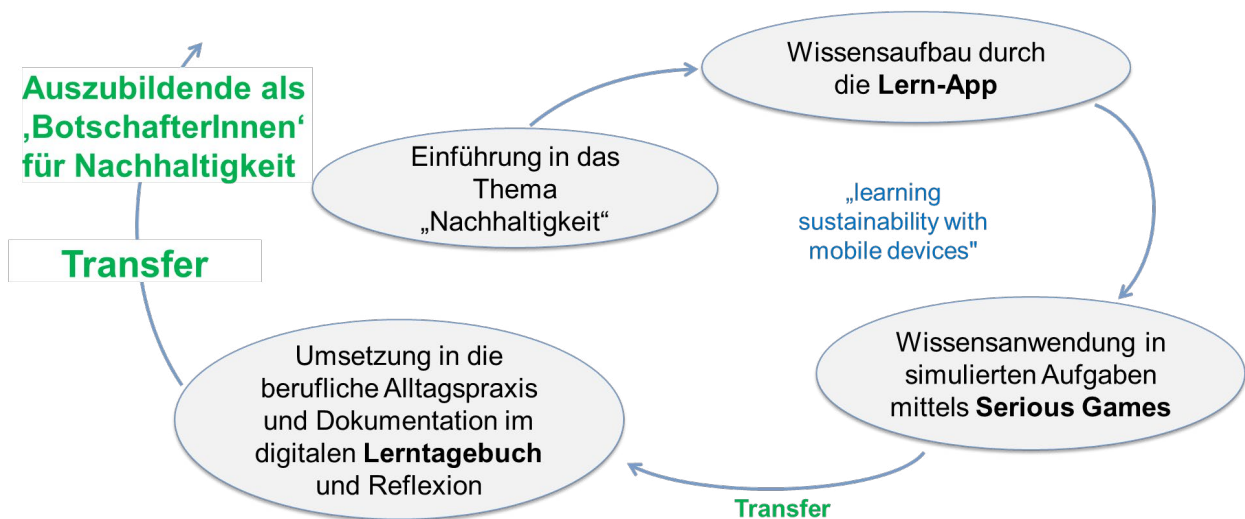 Auszubildende als
‚BotschafterInnen‘
für Nachhaltigkeit
Transfer
Einführung in das
Thema
„Nachhaltigkeit“
Wissensaufbau durch
die Lern-App
„learning
sustainability with
mobile devices"
Wissensanwendung in
simulierten Aufgaben
mittels Serious Games
Transfer
Umsetzung in die
berufliche Alltagspraxis
und Dokumentation im
digitalen Lerntagebuch
und Reflexion